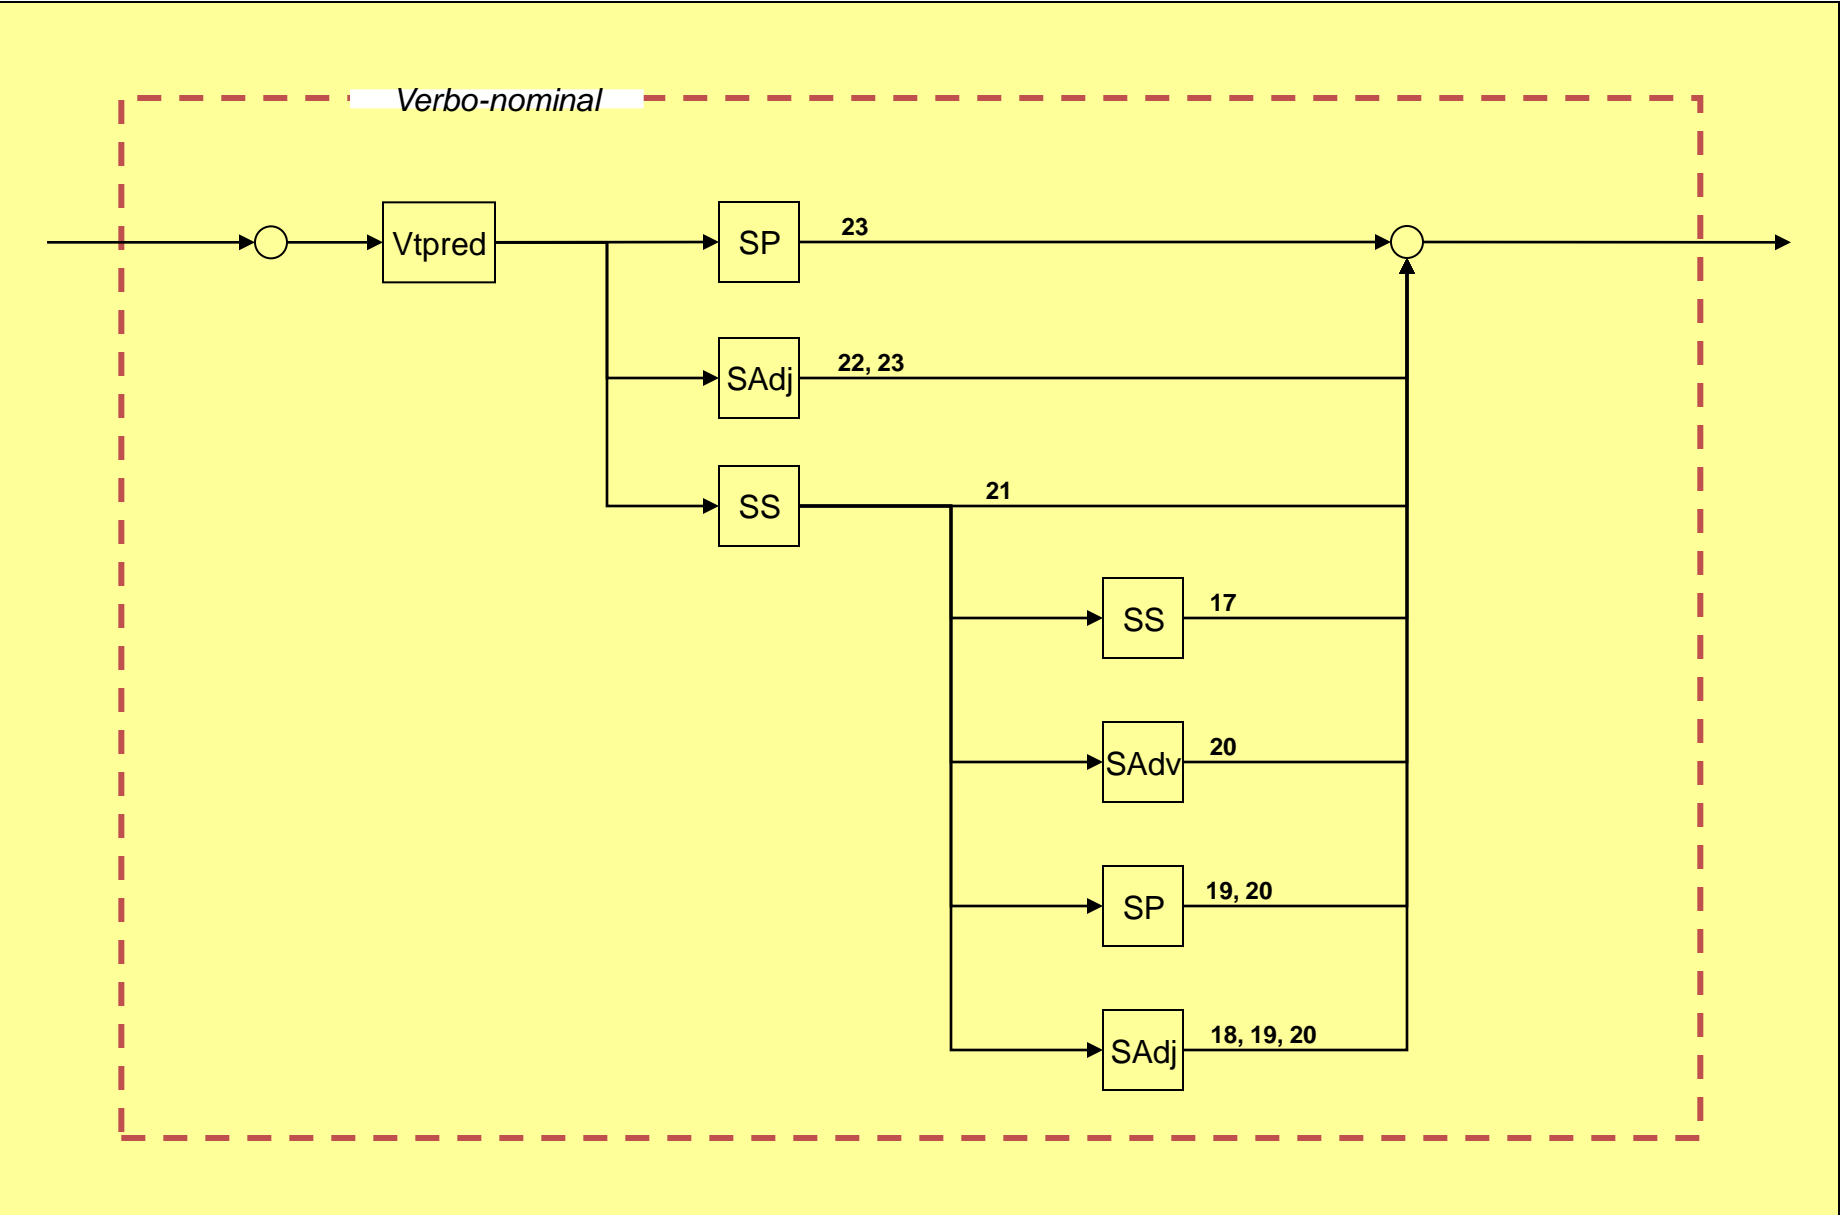 Verbo-nominal
Vtpred
SP
23
SAdj
22, 23
SS
21
SS
17
SAdv
20
SP
19, 20
SAdj
18, 19, 20